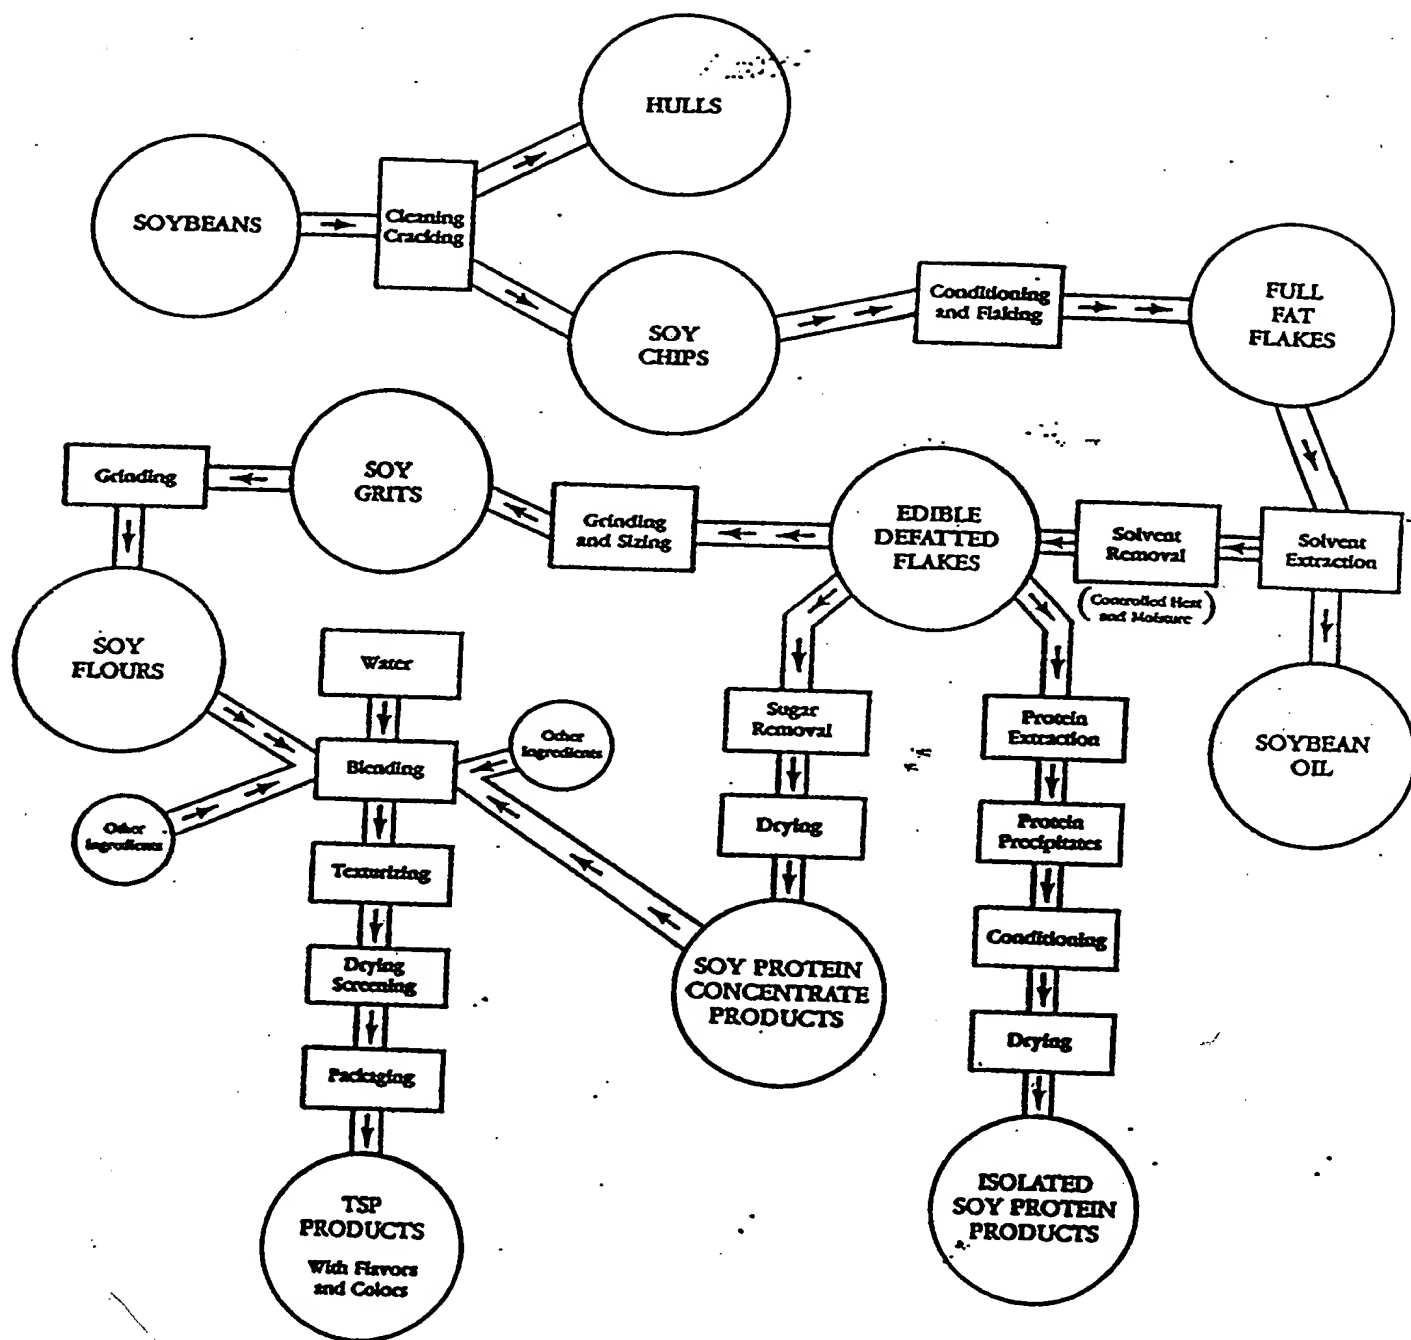 HULLS
SOYBEANS
Cleaning
Cracking
SOY
CHIPS
Conditioning
and Flaking
FULL
FAT
FLAKES
Grinding
SOY
GRITS
Grinding
and Sizing
EDIBLE
DEFATTED
FLAKES
Solvent
Removal
(Controlled Heat
and Moisture)
Solvent
Extraction
SOY
FLOURS
Water
Sugar
Removal
Protein
Extraction
SOYBEAN
OIL
Other
Ingredients
Blending
Other
Ingredients
Drying
Protein
Precipitates
Texturizing
Conditioning
Drying
Screening
SOY PROTEIN
CONCENTRATE
PRODUCTS
Drying
Packaging
ISOLATED
SOY PROTEIN
PRODUCTS
TSP
PRODUCTS
With Flavors
and Colors